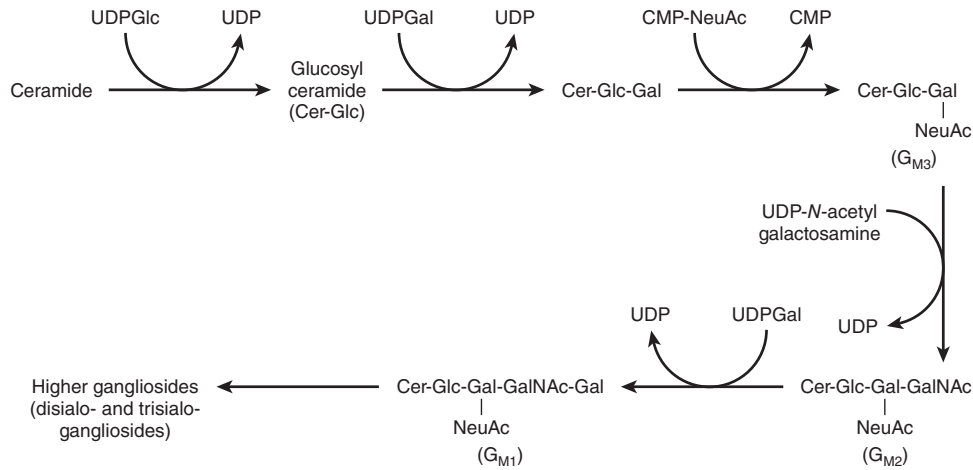 UDPGlc
UDP
UDPGal
UDP
CMP-NeuAc
CMP
Ceramide
Glucosyl
ceramide
(Cer-Glc)
Cer-Glc-Gal
Cer-Glc-Gal
NeuAc
(GM3)
UDP-N-acetyl
galactosamine
UDP
UDP
UDPGal
Higher gangliosides
(disialo- and trisialo-
gangliosides)
Cer-Glc-Gal-GalNAc-Gal
NeuAc
(GM1)
Cer-Glc-Gal-GalNAc
NeuAc
(GM2)